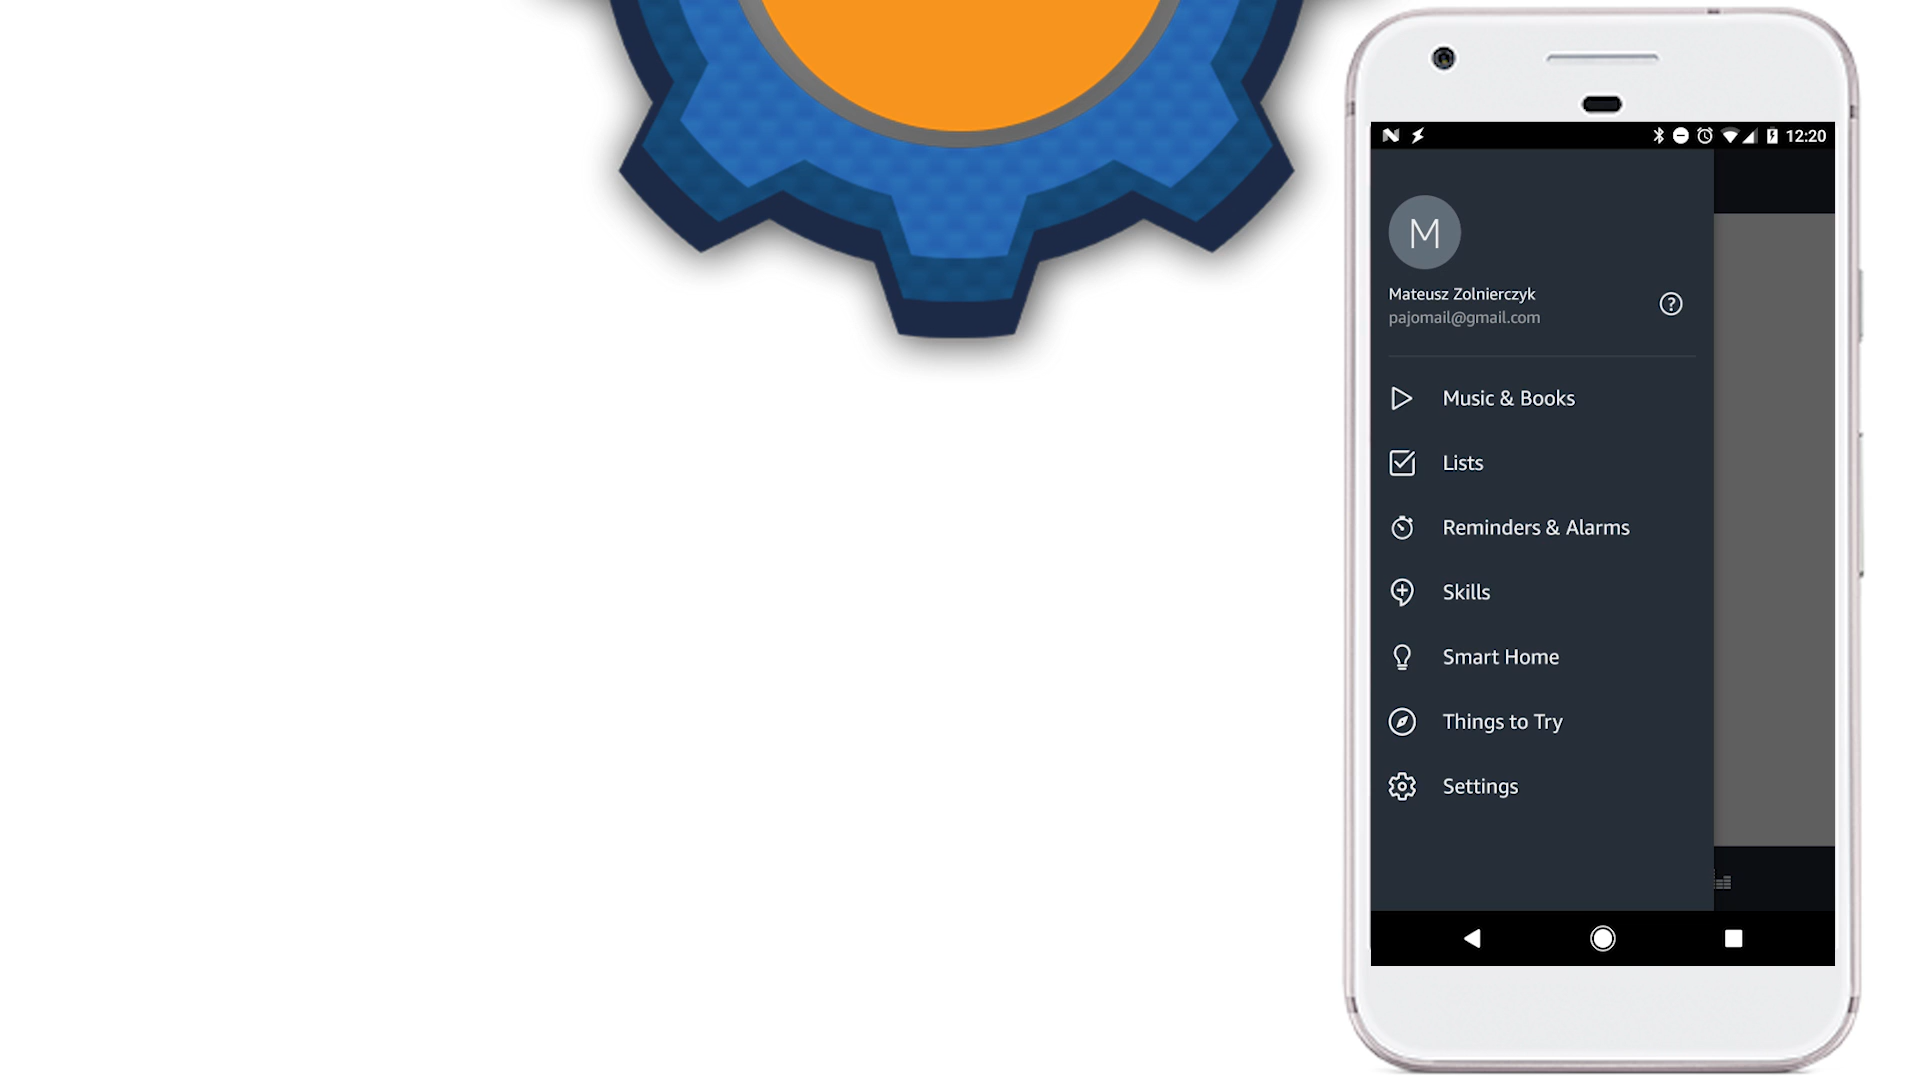 12:20
M
Mateusz Zolnierczyk
pajomail@gmail.com
Music & Books
Lists
Reminders & Alarms
Skills
Smart Home
Things to Try
Settings